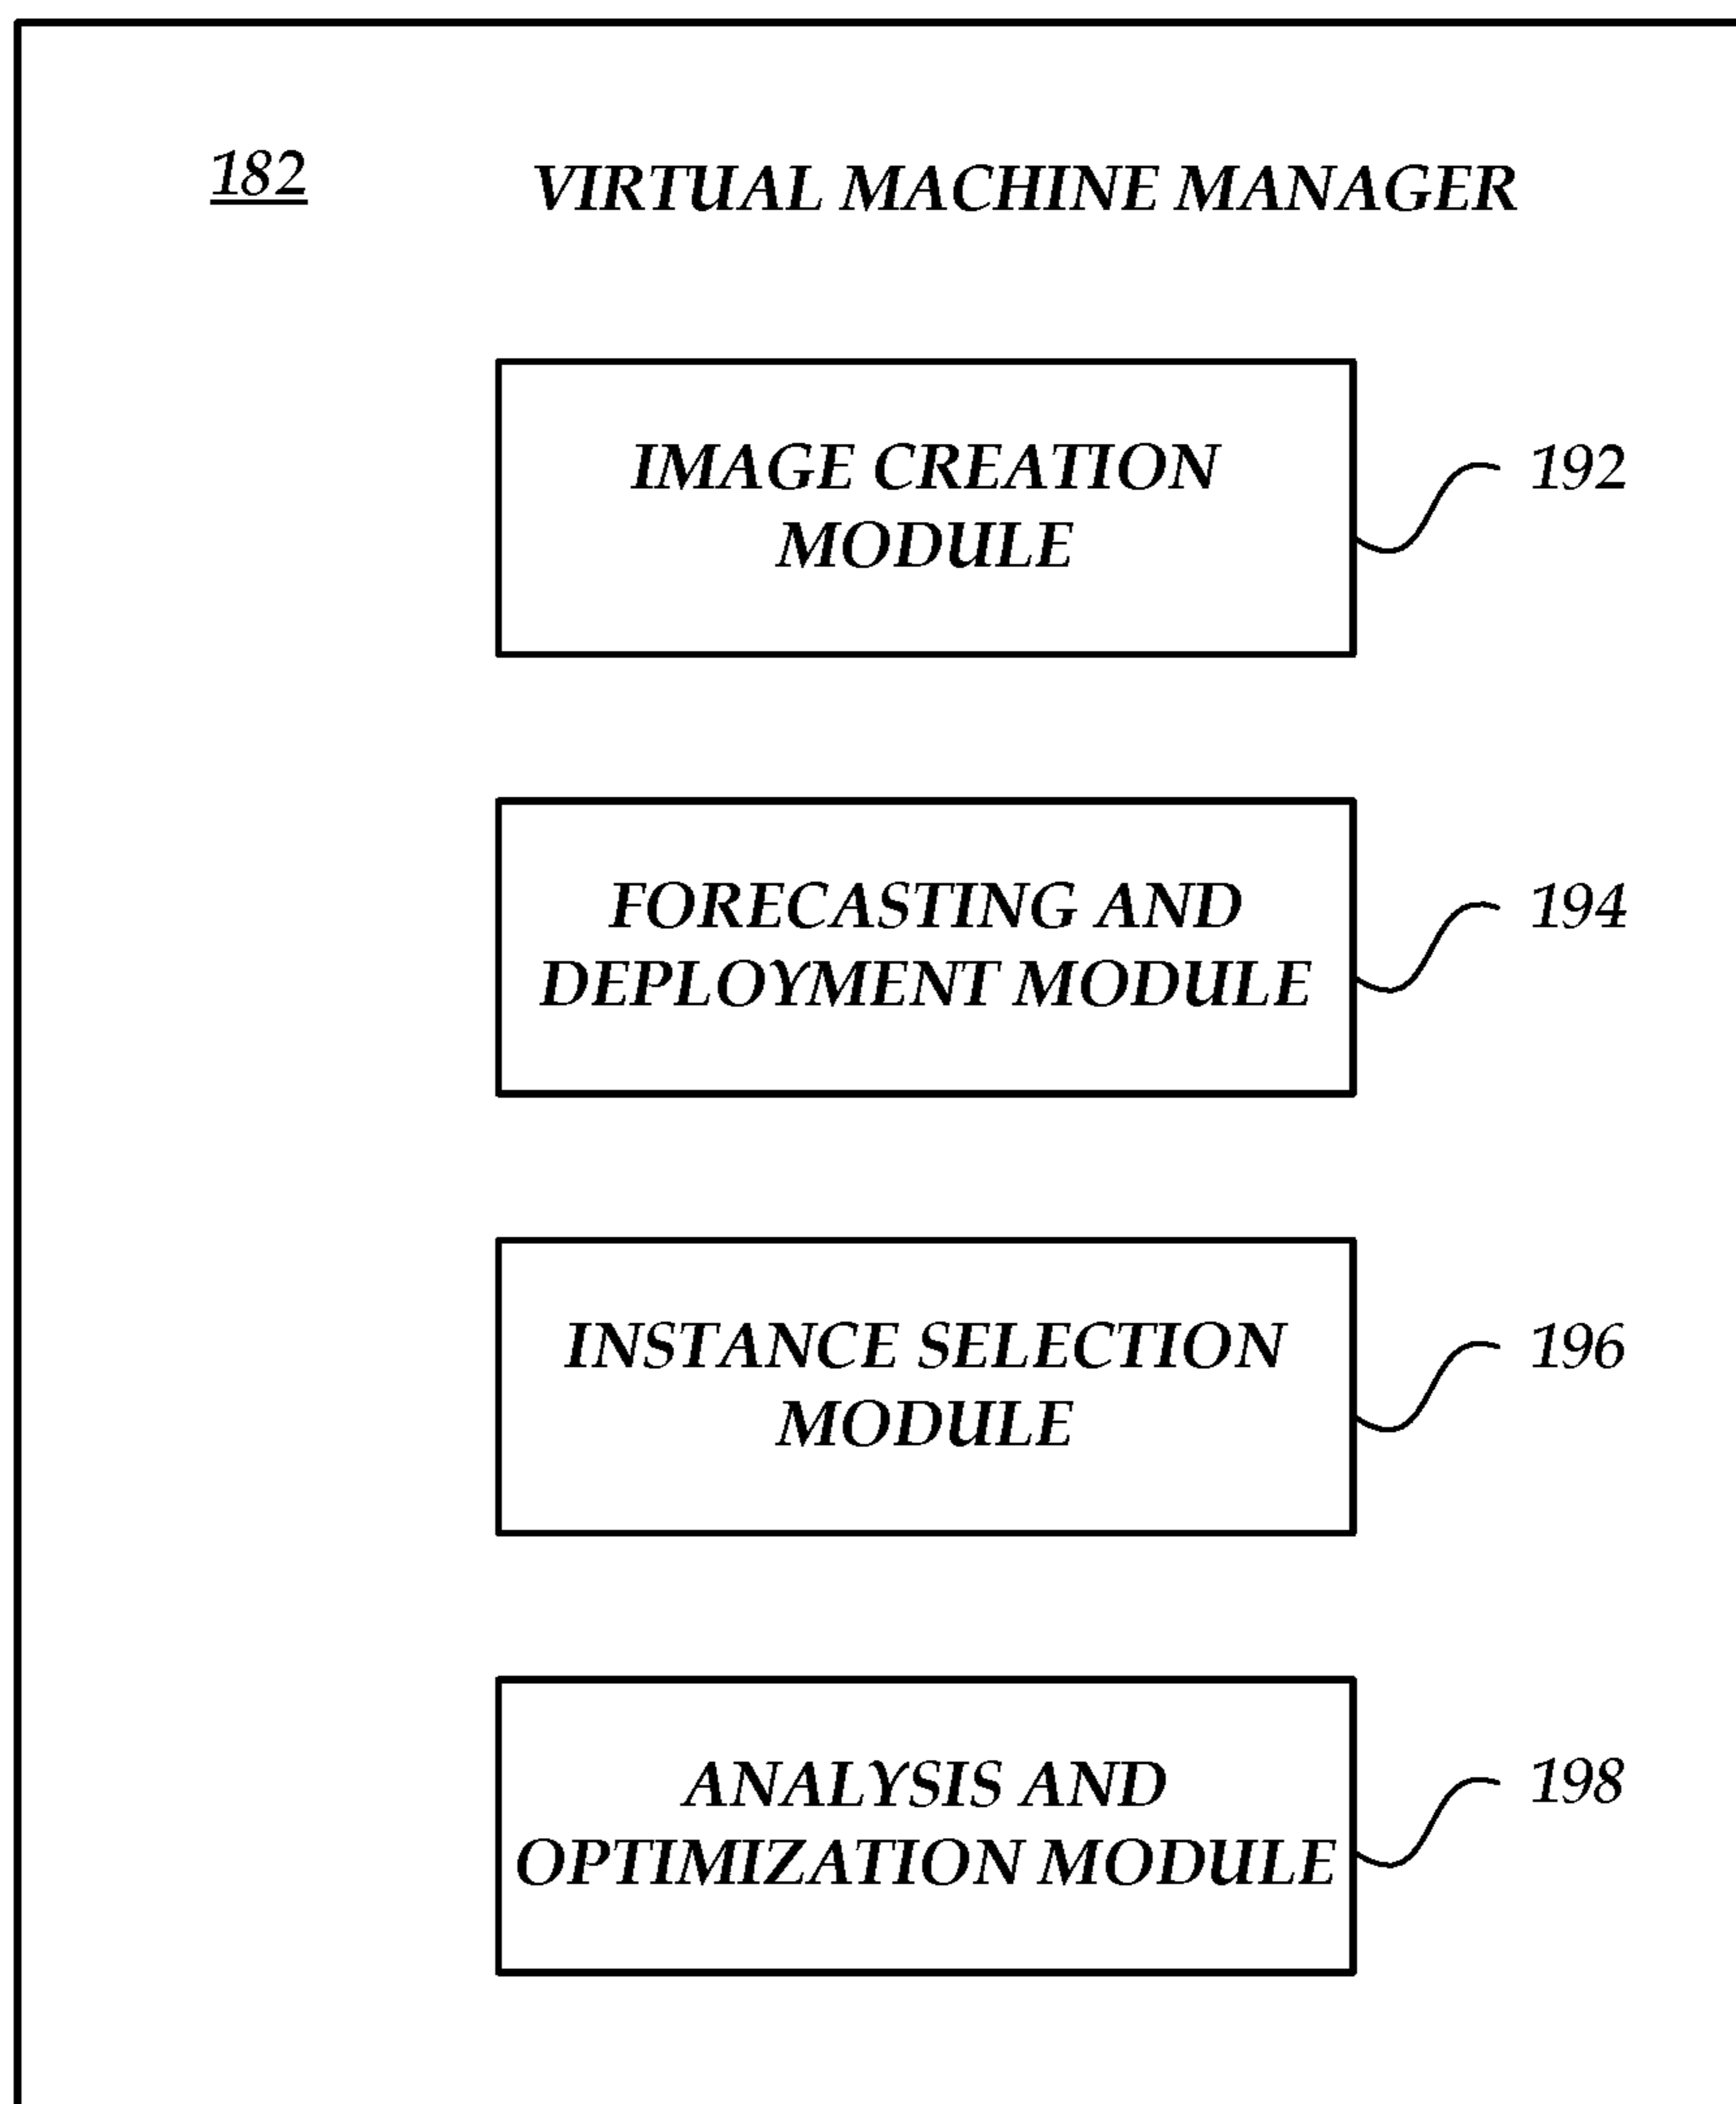 182
VIRTUAL MACHINE MANAGER
IMAGE CREATION
MODULE
192
FORECASTING AND
DEPLOYMENT MODULE
194
INSTANCE SELECTION
MODULE
196
ANALYSIS AND
OPTIMIZATION MODULE
198